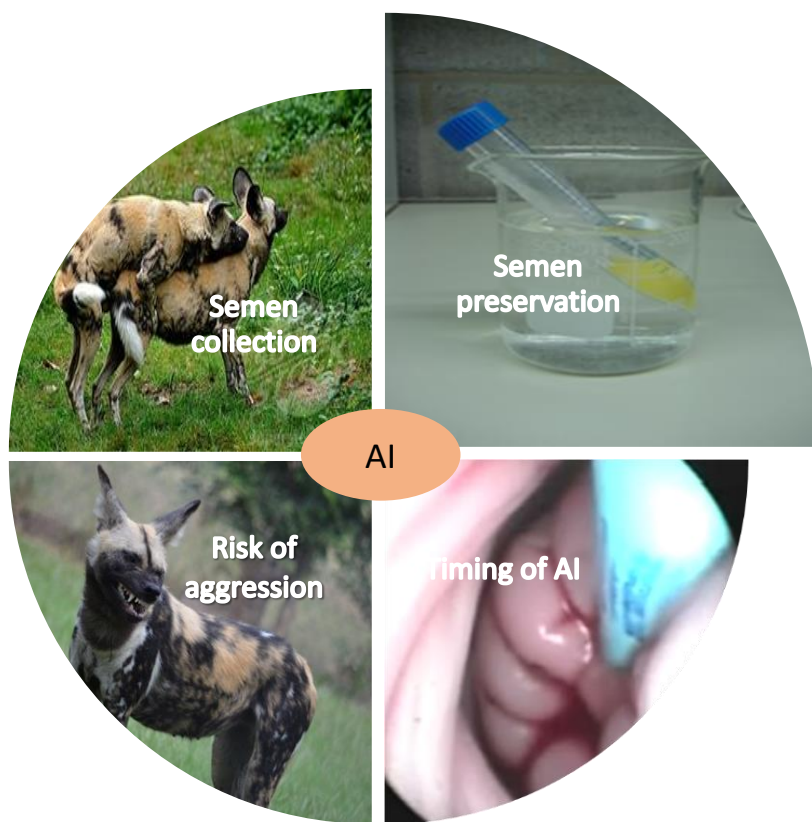 Semen
preservation
Semen
collection
AI
Risk of
aggression
Timing of AI